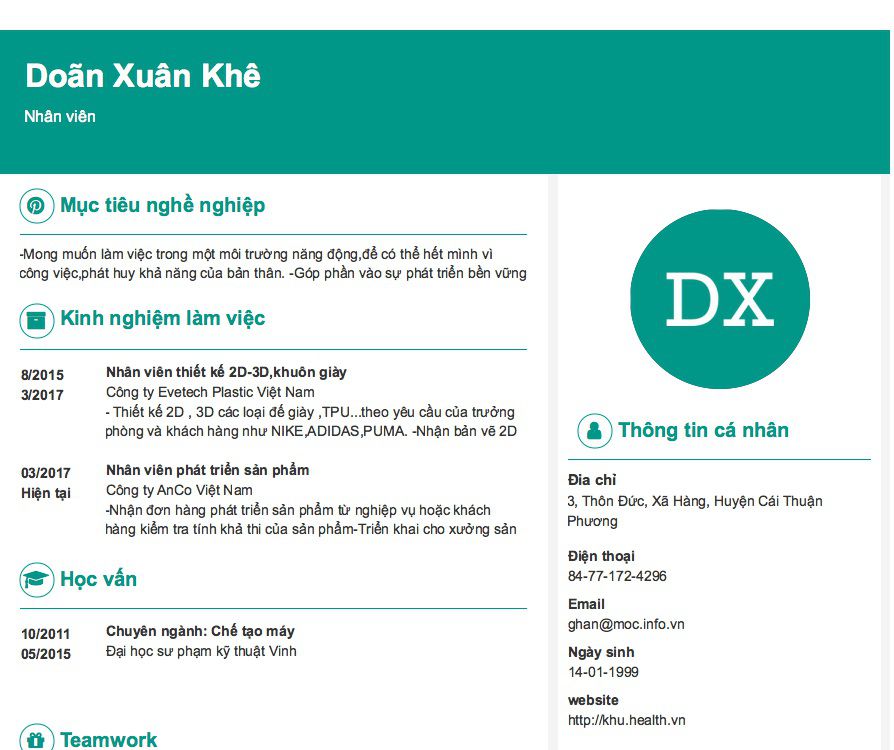 Doãn Xuân Khê
Nhân viên
Mục tiêu nghề nghiệp
-Mong muốn làm việc trong một môi trường năng động,để có thể hết mình vì
công việc,phát huy khả năng của bản thân. -Góp phần vào sự phát triển bền vững
Kinh nghiệm làm việc
8/2015
3/2017
Nhân viên thiết kế 2D-3D,khuôn giày
Công ty Evetech Plastic Việt Nam
- Thiết kế 2D , 3D các loại đế giày ,TPU...theo yêu cầu của trưởng
phòng và khách hàng như NIKE,ADIDAS,PUMA. -Nhận bản vẽ 2D
03/2017
Hiện tại
Nhân viên phát triển sản phẩm
Công ty AnCo Việt Nam
-Nhận đơn hàng phát triển sản phẩm từ nghiệp vụ hoặc khách
hàng kiểm tra tính khả thi của sản phẩm-Triển khai cho xưởng sản
Học vấn
10/2011
05/2015
Chuyên ngành: Chế tạo máy
Đại học sư phạm kỹ thuật Vinh
Teamwork
DX
Thông tin cá nhân
Đia chỉ
3, Thôn Đức, Xã Hàng, Huyện Cái Thuận
Phương
Điện thoại
84-77-172-4296
Email
ghan@moc.info.vn
Ngày sinh
14-01-1999
website
http://khu.health.vn